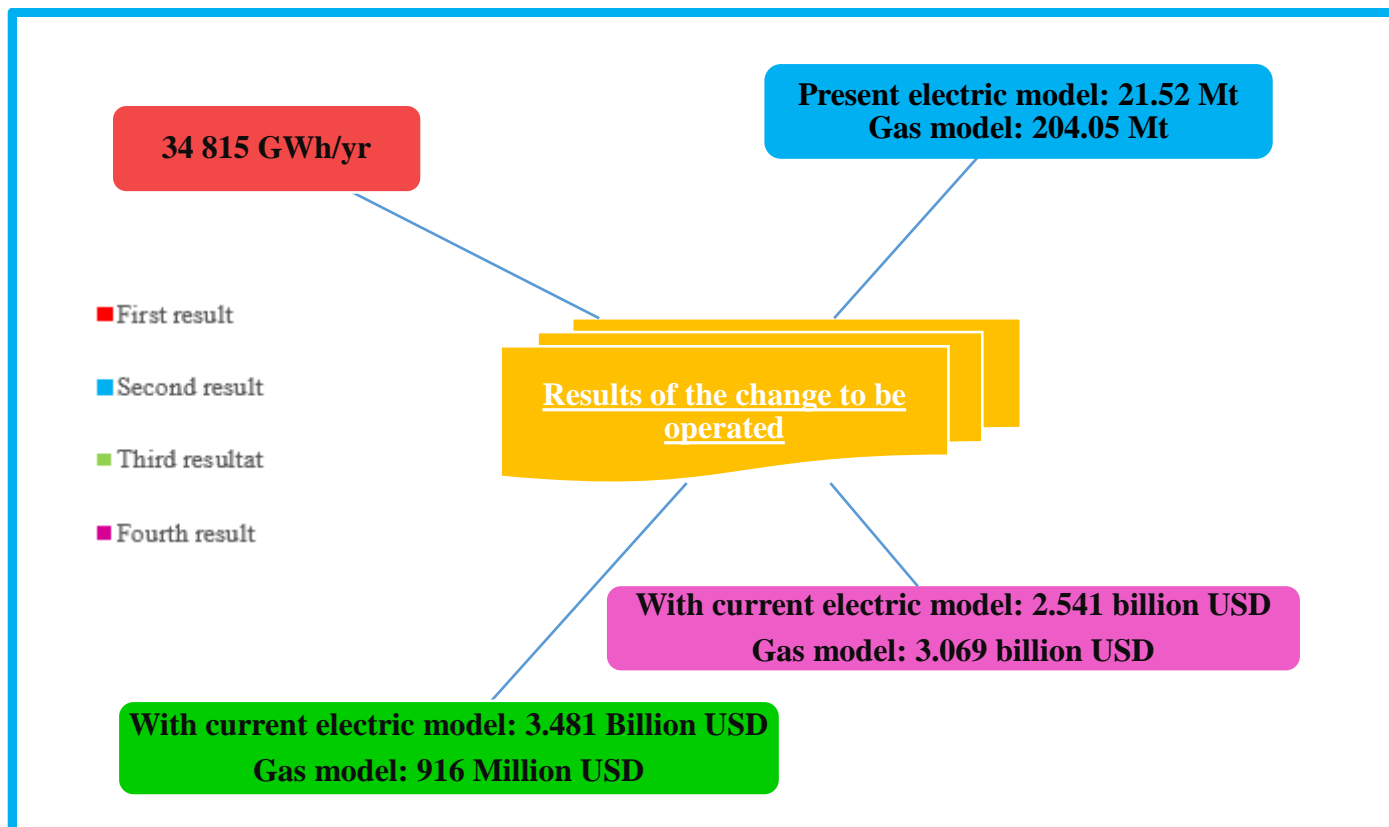 Present electric model: 21.52 Mt
Gas model: 204.05 Mt
34 815 GWh/yr
First result
Second result
Third resultat
Fourth result
Results of the change to be
operated
With current electric model: 2.541 billion USD
Gas model: 3.069 billion USD
With current electric model: 3.481 Billion USD
Gas model: 916 Million USD